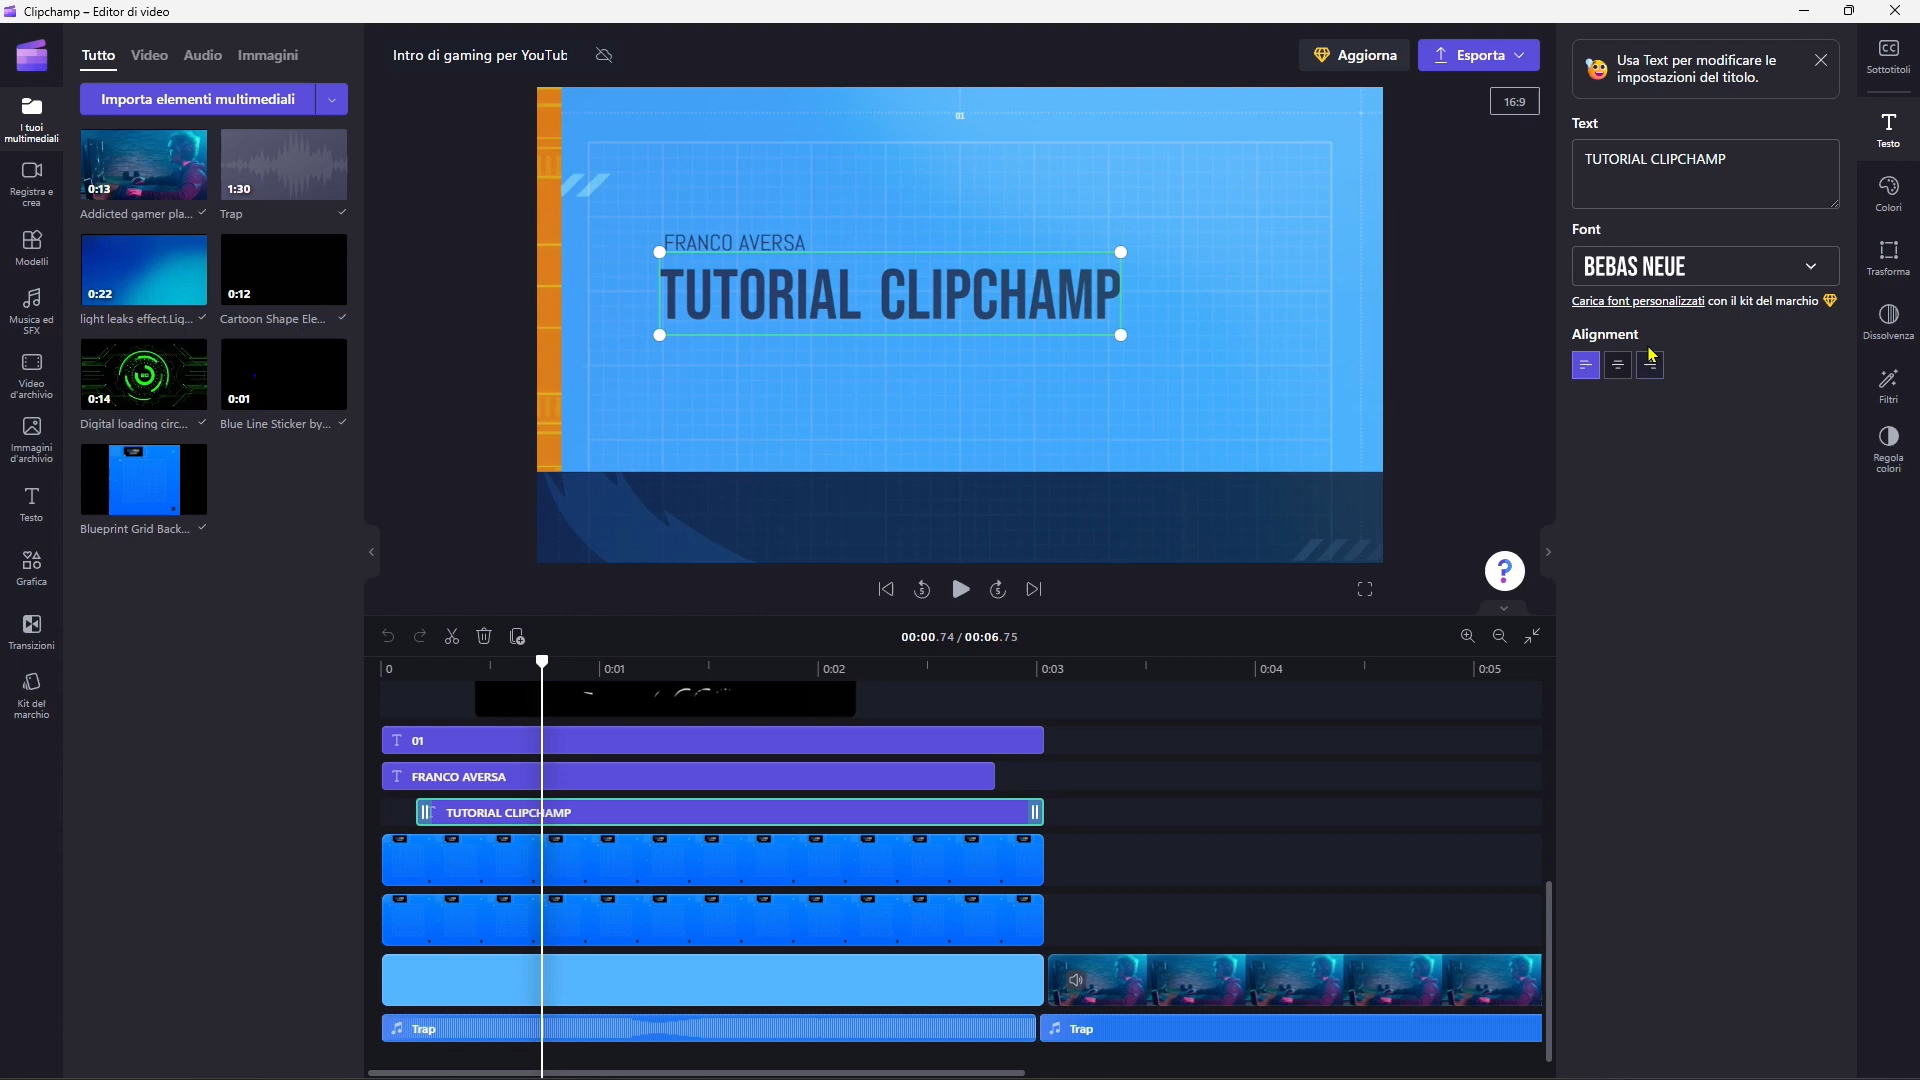 Clipchamp – Editor di video
Tutto Video Audio Immagini
Importa elementi multimediali
I tuoi
multimediali
Registra e
crea
Modelli
Musica ed
SFX
Video
d'archivio
Immagini
d'archivio
Testo
Grafica
Transizioni
Kit del
marchio
0:13
1:30
Addicted gamer pla...
Trap
0:22
0:12
light leaks effect.Lig...
Cartoon Shape Ele...
0:14
0:01
Digital loading circ...
Blue Line Sticker by...
Blueprint Grid Back...
Intro di gaming per YouTub
Aggiorna
Esporta
16:9
01
FRANCO AVERSA
TUTORIAL CLIPCHAMP
5
5
?
00:00.74 / 00:06.75
0 0:01 0:02 0:03 0:04 0:05
T 01
T FRANCO AVERSA
TUTORIAL CLIPCHAMP
Trap
Trap
Usa Text per modificare le
impostazioni del titolo.
Text
TUTORIAL CLIPCHAMP
Font
BEBAS NEUE
Carica font personalizzati con il kit del marchio
Alignment
CC
Sottotitoli
Testo
Colori
Trasforma
Dissolvenza
Filtri
Regola
colori